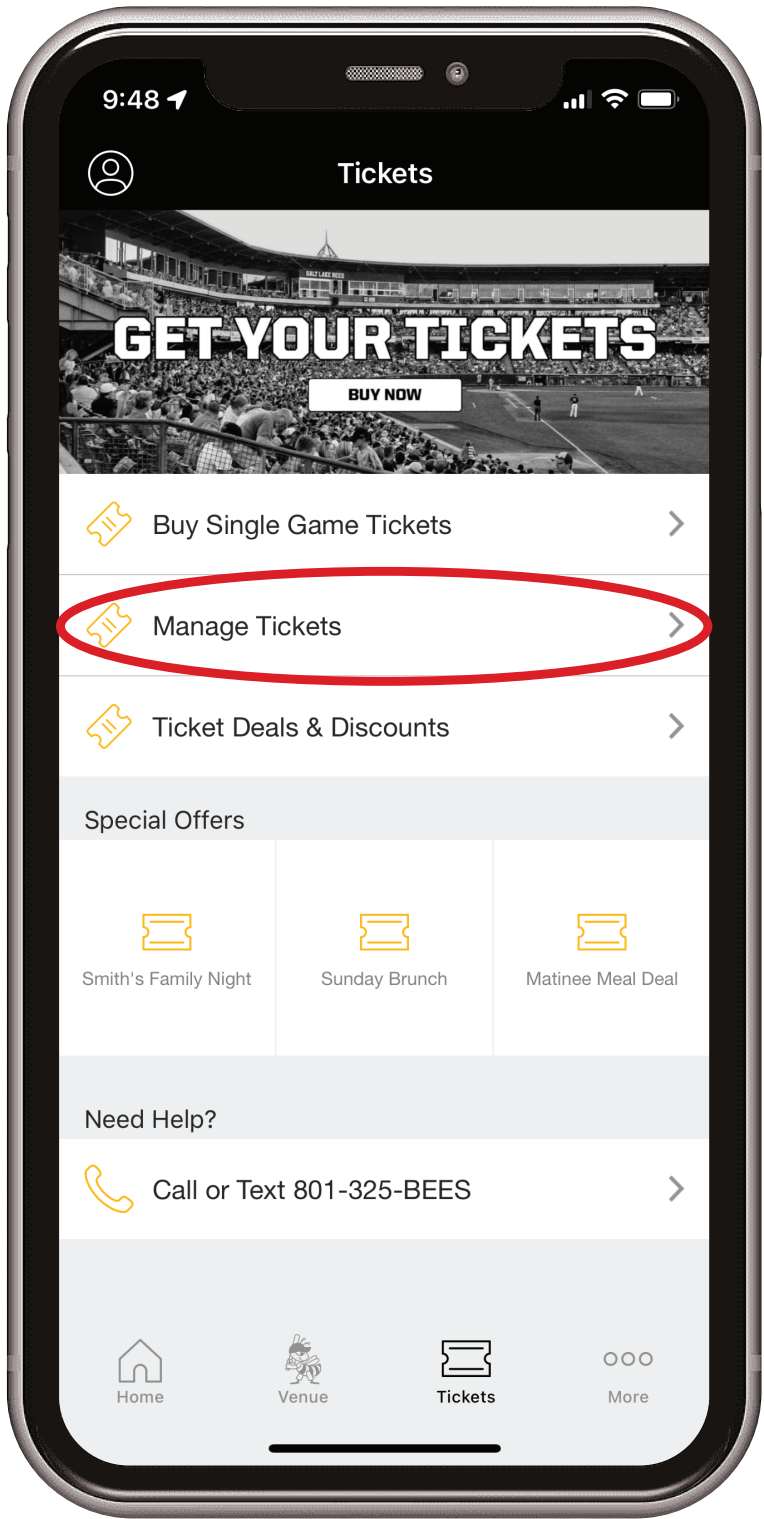 9:48
Tickets
SALT LAKE BEES
GET YOUR TICKETS
BUY NOW
Buy Single Game Tickets
Manage Tickets
Ticket Deals & Discounts
Special Offers
Smith's Family Night
Sunday Brunch
Matinee Meal Deal
Need Help?
Call or Text 801-325-BEES
Home
Venue
Tickets
More